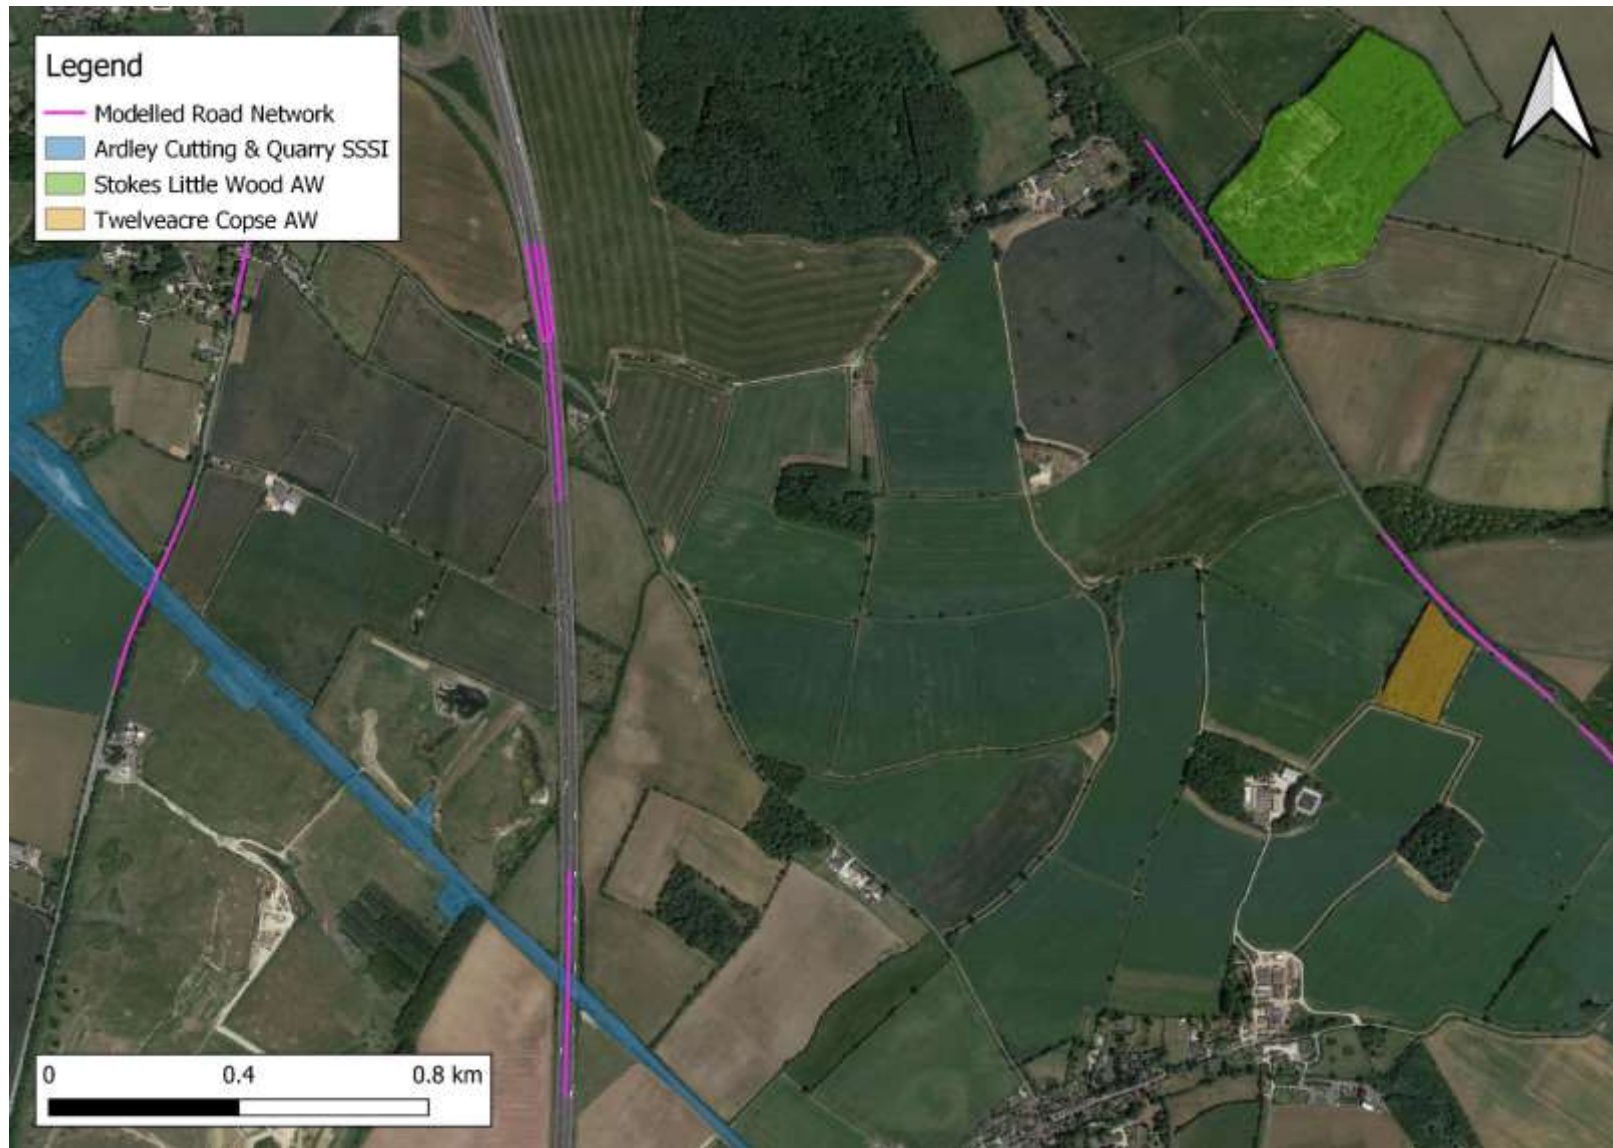 Legend
Modelled Road Network
Ardley Cutting & Quarry SSSI
Stokes Little Wood AW
Twelveacre Copse AW
0 0.4 0.8 km